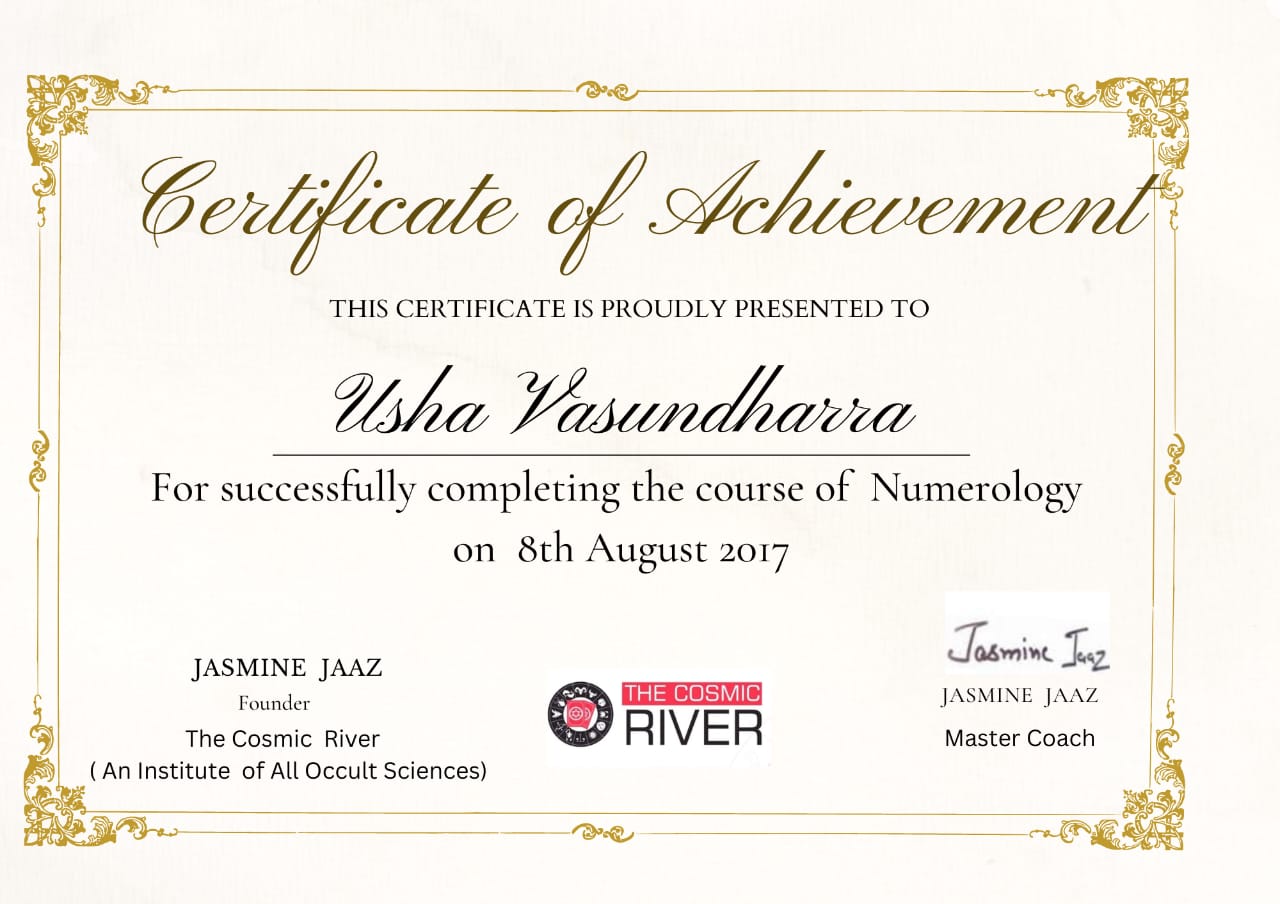 Certificate of Achievement
THIS CERTIFICATE IS PROUDLY PRESENTED TO
Usha Vasundharra
For successfully completing the course of Numerology
on 8th August 2017
JASMINE JAAZ
Founder
The Cosmic River
( An Institute of All Occult Sciences)
THE COSMIC
RIVER
Jasmine Jaaz
JASMINE JAAZ
Master Coach